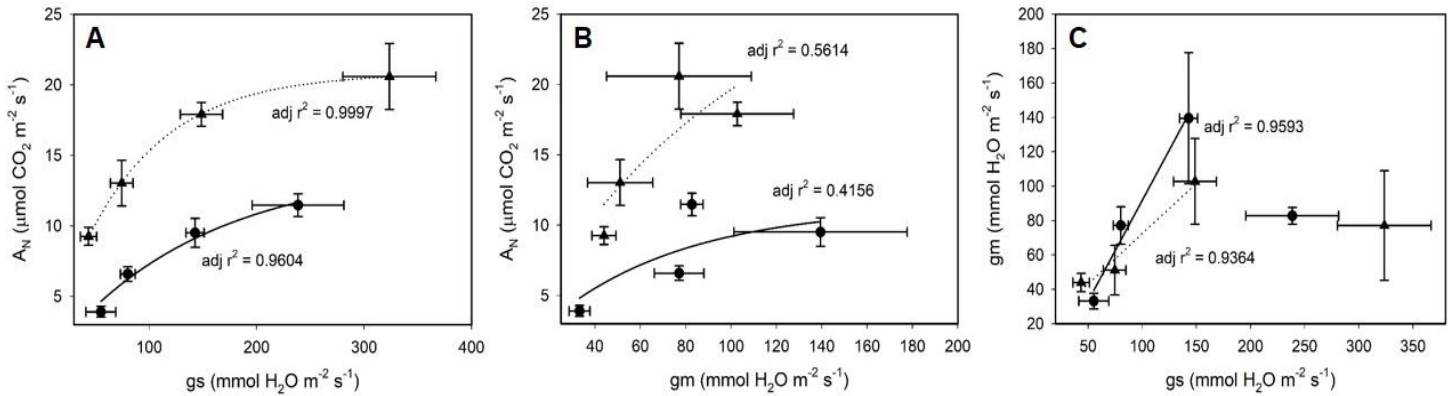 A
25
20
15
10
5
A_N (μmol CO₂ m⁻² s⁻¹)
adj r² = 0.9997
adj r² = 0.9604
100 200 300 400
gs (mmol H₂O m⁻² s⁻¹)
B
25
20
15
10
5
A_N (μmol CO₂ m⁻² s⁻¹)
adj r² = 0.5614
adj r² = 0.4156
40 60 80 100 120 140 160 180 200
gm (mmol H₂O m⁻² s⁻¹)
C
200
180
160
140
120
100
80
60
40
20
gm (mmol H₂O m⁻² s⁻¹)
adj r² = 0.9593
adj r² = 0.9364
50 100 150 200 250 300 350
gs (mmol H₂O m⁻² s⁻¹)